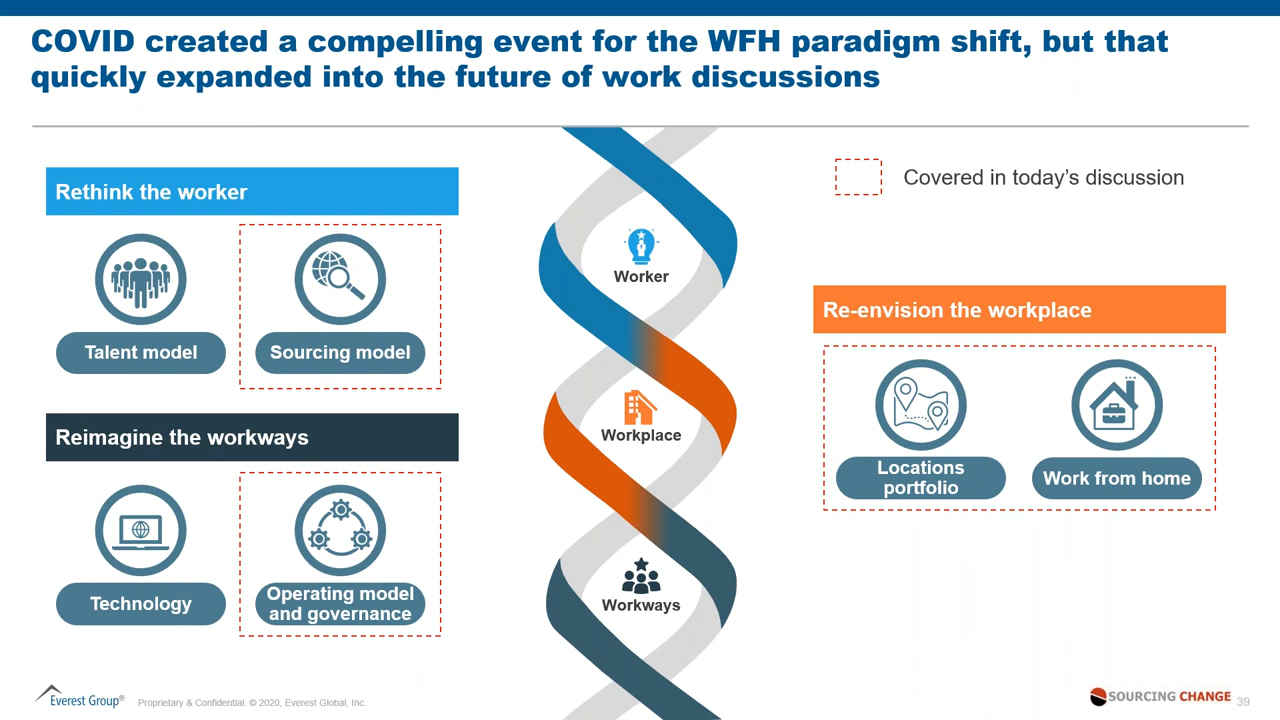 COVID created a compelling event for the WFH paradigm shift, but that
quickly expanded into the future of work discussions
Rethink the worker
Talent model
Sourcing model
Reimagine the workways
Technology
Operating model
and governance
Worker
Workplace
Workways
Covered in today’s discussion
Re-envision the workplace
Locations
portfolio
Work from home
Everest Group®
Proprietary & Confidential. © 2020, Everest Global, Inc.
SOURCING CHANGE
39